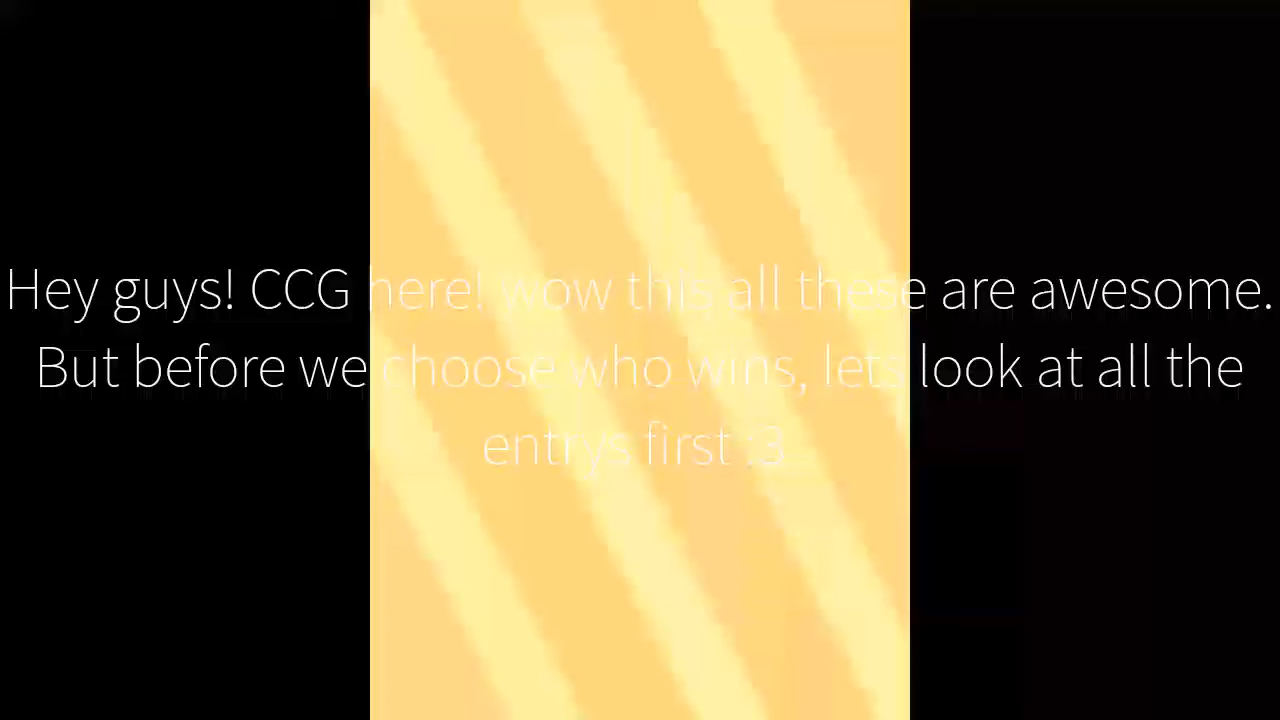 Hey guys! CCG here! wow this all these are awesome.
But before we choose who wins, lets look at all the
entrys first :3